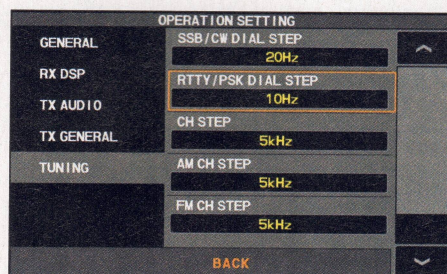 OPERATION SETTING
GENERAL
RX DSP
TX AUDIO
TX GENERAL
TUNING
SSB/CW DIAL STEP
20Hz
RTTY/PSK DIAL STEP
10Hz
CH STEP
5kHz
AM CH STEP
5kHz
FM CH STEP
5kHz
BACK